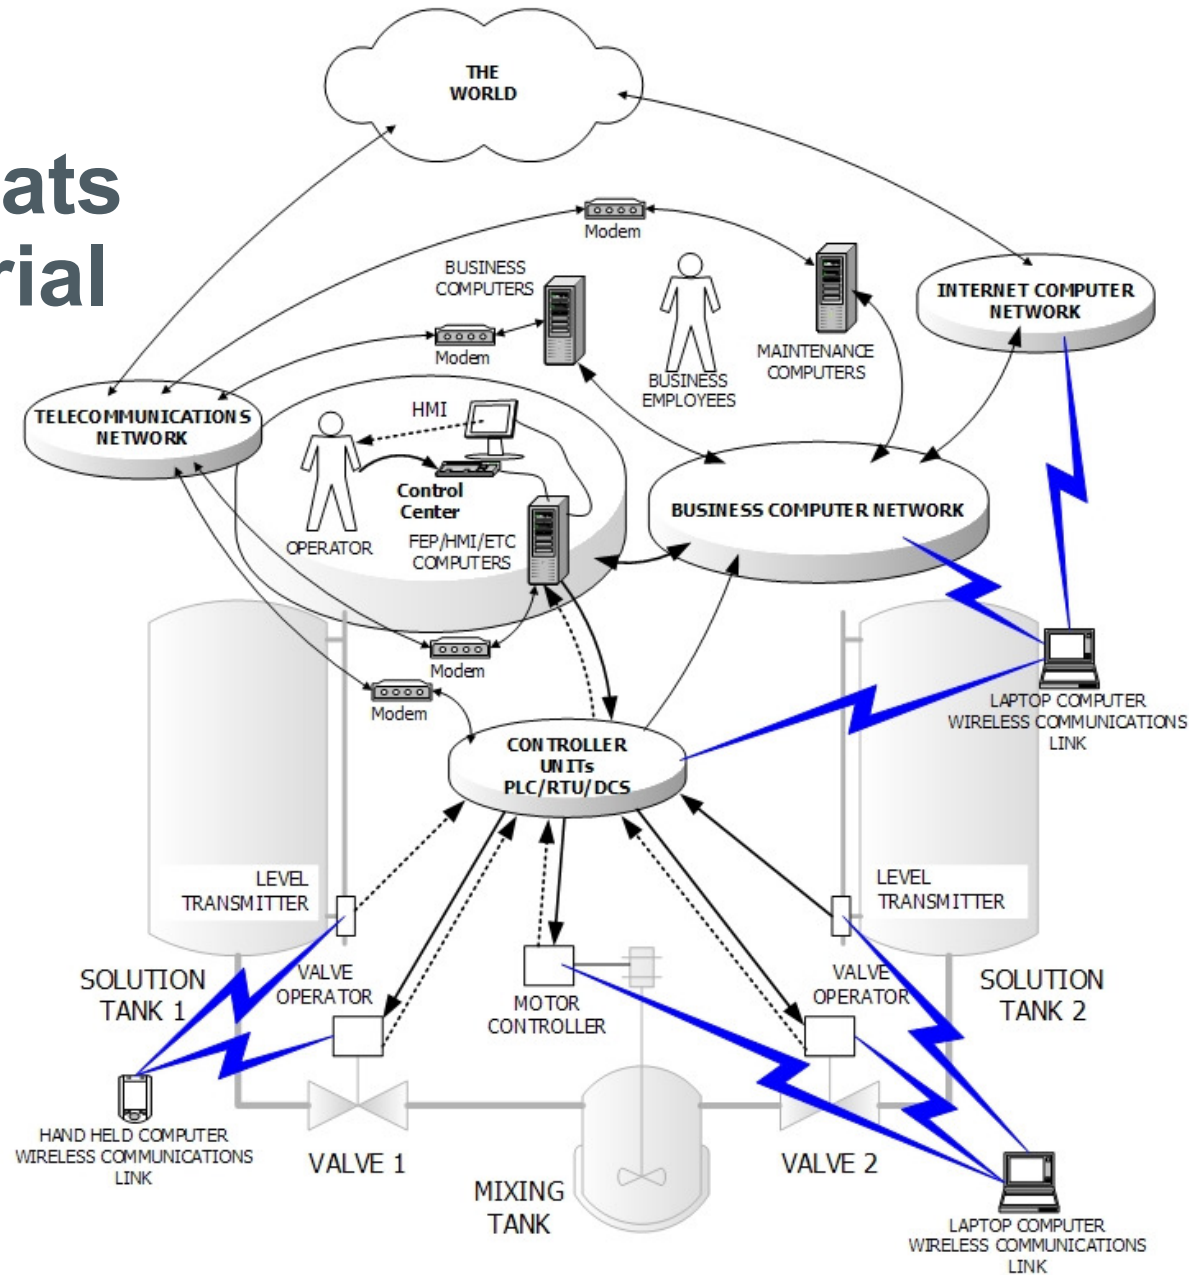 THE
WORLD
eats
rial
Modem
BUSINESS
COMPUTERS
INTERNET COMPUTER
NETWORK
Modem
MAINTENANCE
COMPUTERS
BUSINESS
EMPLOYEES
TELECOMMUNICATIONS
NETWORK
HMI
Control
Center
BUSINESS COMPUTER NETWORK
OPERATOR
FEP/HMI/ETC
COMPUTERS
Modem
Modem
LAPTOP COMPUTER
WIRELESS COMMUNICATIONS
LINK
CONTROLLER
UNITs
PLC/RTU/DCS
LEVEL
TRANSMITTER
LEVEL
TRANSMITTER
SOLUTION
TANK 1
VALVE
OPERATOR
MOTOR
CONTROLLER
VALVE
OPERATOR
SOLUTION
TANK 2
HAND HELD COMPUTER
WIRELESS COMMUNICATIONS
LINK
VALVE 1
VALVE 2
MIXING
TANK
LAPTOP COMPUTER
WIRELESS COMMUNICATIONS
LINK